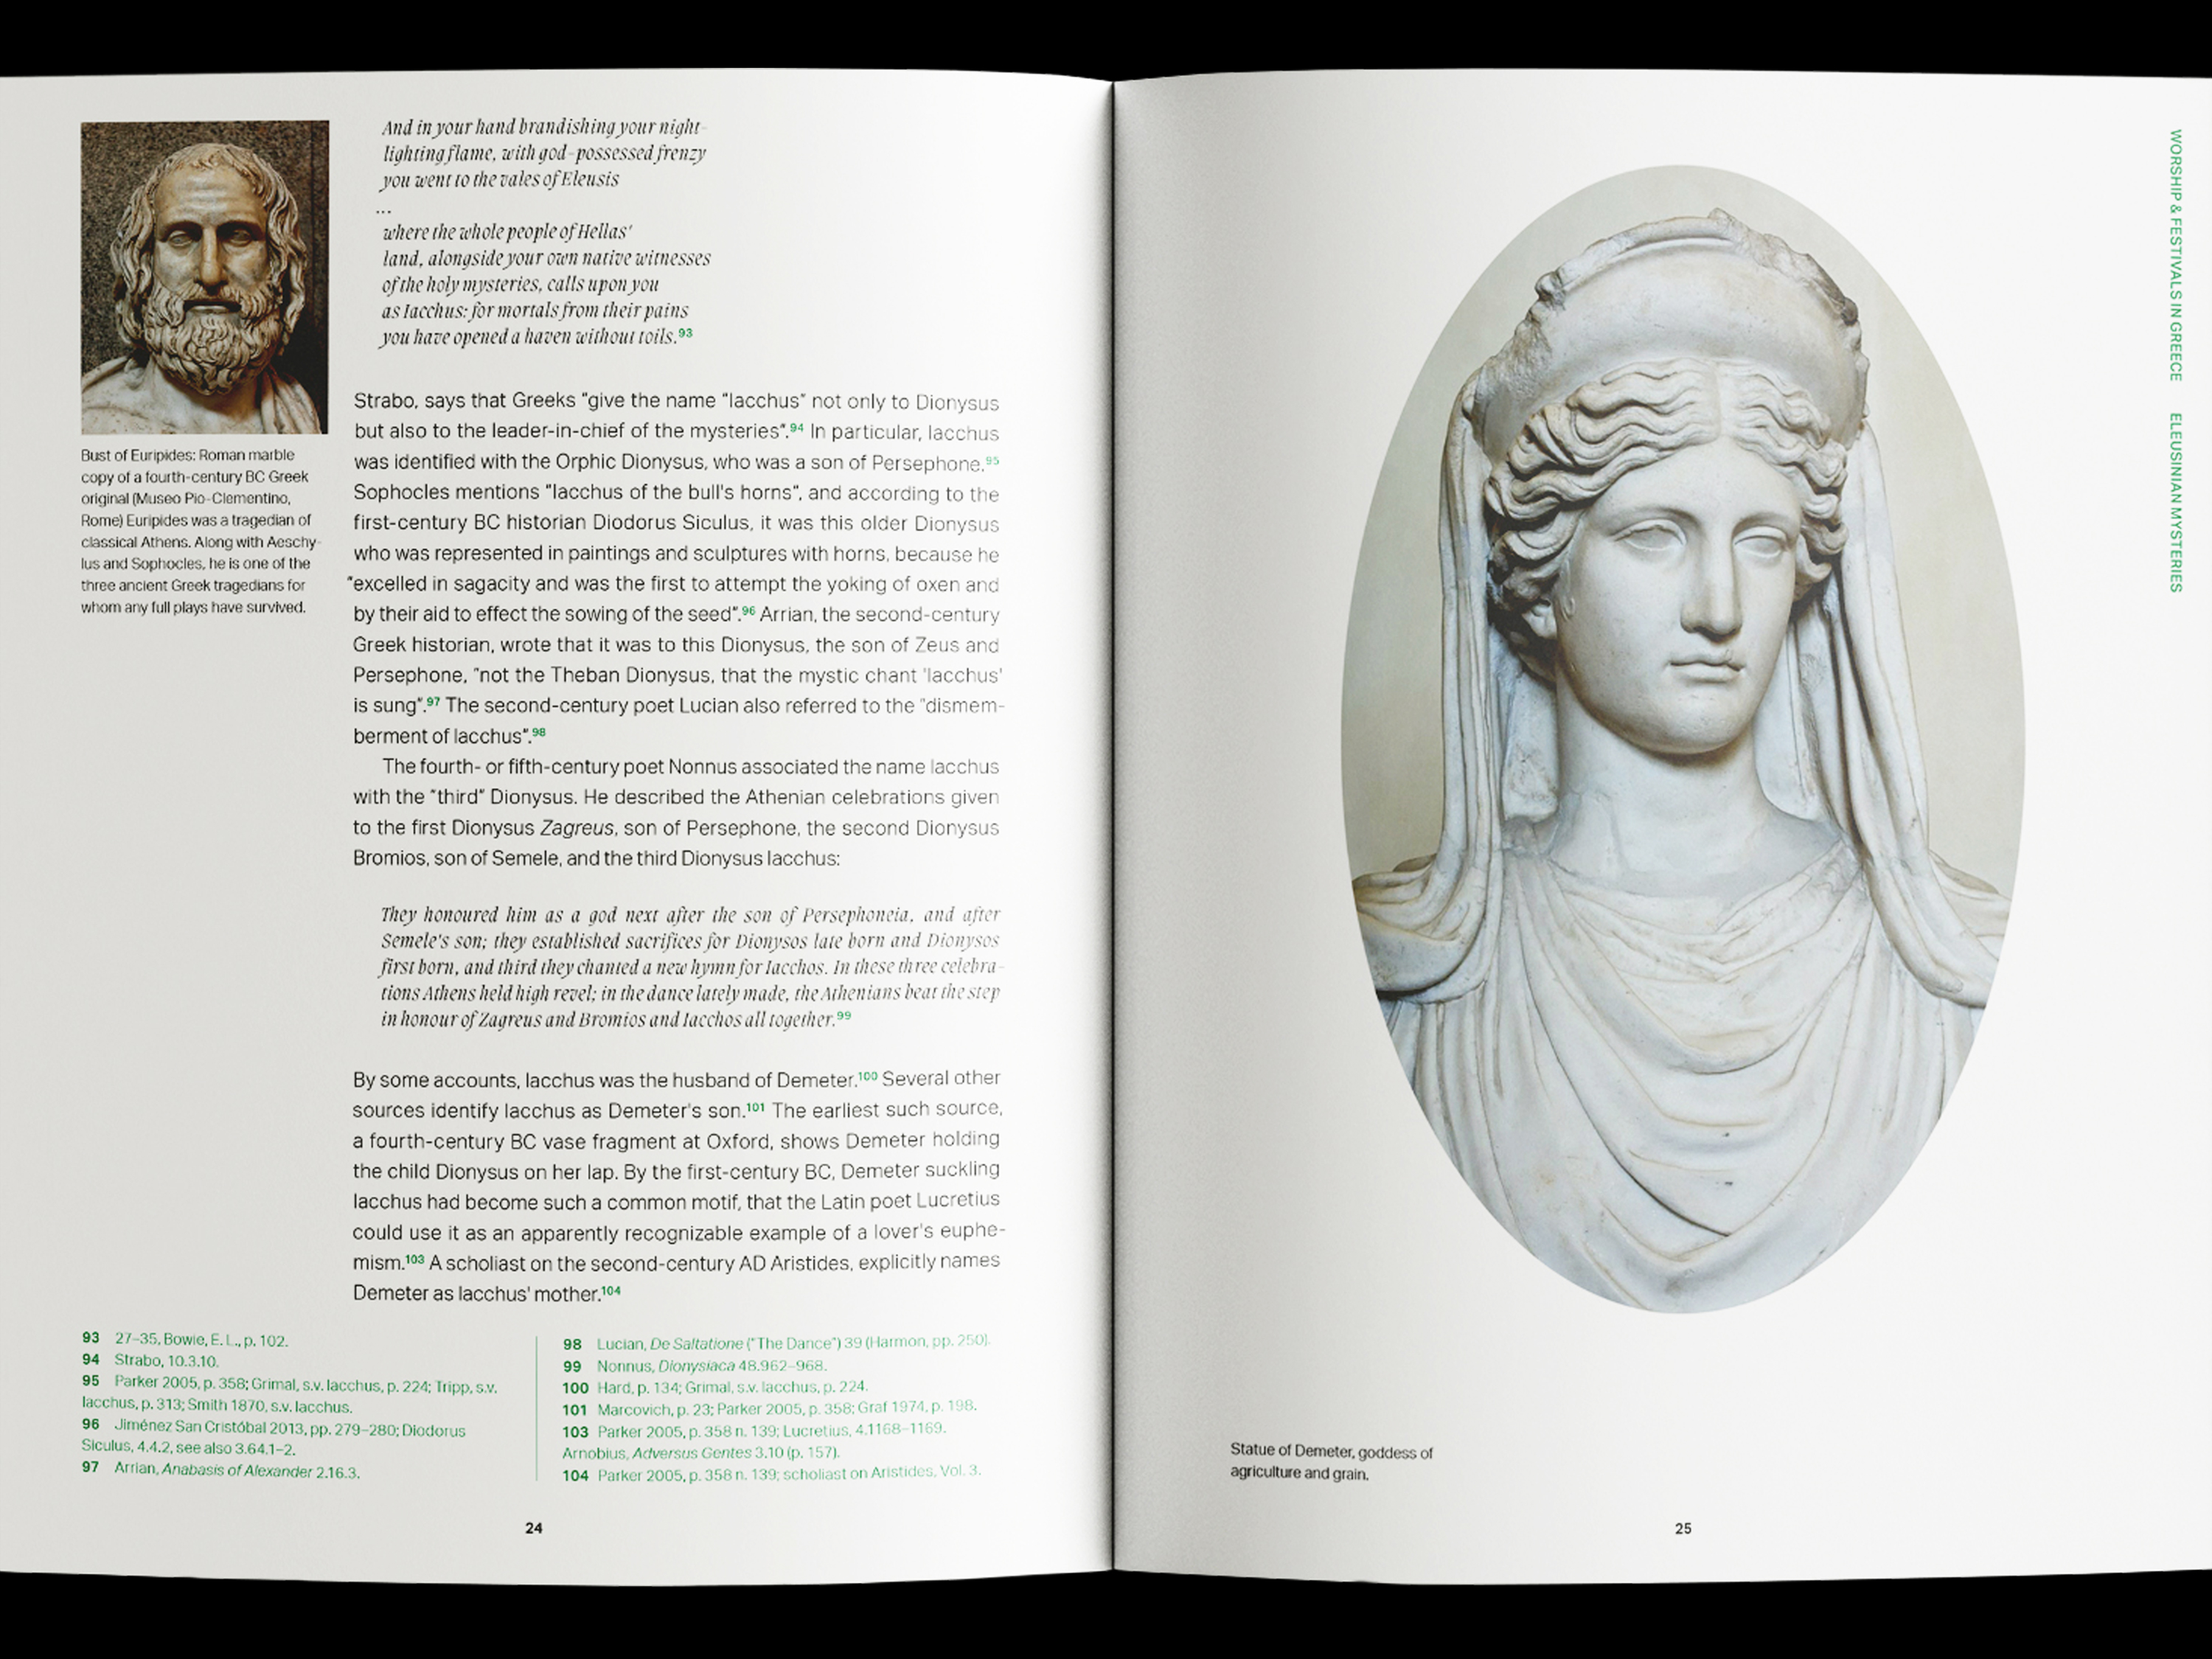 And in your hand brandishing your night-
lighting flame, with god-possessed frenzy
you went to the vales of Eleusis
...
where the whole people of Hellas'
land, alongside your own native witnesses
of the holy mysteries, calls upon you
as Iacchus: for mortals from their pains
you have opened a haven without toils.93
Bust of Euripides: Roman marble
copy of a fourth-century BC Greek
original (Museo Pio-Clementino,
Rome) Euripides was a tragedian of
classical Athens. Along with Aeschy-
lus and Sophocles, he is one of the
three ancient Greek tragedians for
whom any full plays have survived.
Strabo, says that Greeks "give the name "Iacchus" not only to Dionysus
but also to the leader-in-chief of the mysteries".94 In particular, Iacchus
was identified with the Orphic Dionysus, who was a son of Persephone.95
Sophocles mentions "Iacchus of the bull's horns", and according to the
first-century BC historian Diodorus Siculus, it was this older Dionysus
who was represented in paintings and sculptures with horns, because he
"excelled in sagacity and was the first to attempt the yoking of oxen and
by their aid to effect the sowing of the seed".96 Arrian, the second-century
Greek historian, wrote that it was to this Dionysus, the son of Zeus and
Persephone, "not the Theban Dionysus, that the mystic chant 'Iacchus'
is sung".97 The second-century poet Lucian also referred to the "dismem-
berment of Iacchus".98
The fourth- or fifth-century poet Nonnus associated the name Iacchus
with the "third" Dionysus. He described the Athenian celebrations given
to the first Dionysus Zagreus, son of Persephone, the second Dionysus
Bromios, son of Semele, and the third Dionysus Iacchus:
They honoured him as a god next after the son of Persephoneia, and after
Semele's son; they established sacrifices for Dionysos late born and Dionysos
first born, and third they chanted a new hymn for Iacchos. In these three celebra-
tions Athens held high revel; in the dance lately made, the Athenians beat the step
in honour of Zagreus and Bromios and Iacchos all together.99
By some accounts, Iacchus was the husband of Demeter.100 Several other
sources identify Iacchus as Demeter's son.101 The earliest such source,
a fourth-century BC vase fragment at Oxford, shows Demeter holding
the child Dionysus on her lap. By the first-century BC, Demeter suckling
Iacchus had become such a common motif, that the Latin poet Lucretius
could use it as an apparently recognizable example of a lover's euphe-
mism.103 A scholiast on the second-century AD Aristides, explicitly names
Demeter as Iacchus' mother.104
93 27–35, Bowie, E. L., p. 102.
94 Strabo, 10.3.10.
95 Parker 2005, p. 358; Grimal, s.v. Iacchus, p. 224; Tripp, s.v.
Iacchus, p. 313; Smith 1870, s.v. Iacchus.
96 Jiménez San Cristóbal 2013, pp. 279–280; Diodorus
Siculus, 4.4.2, see also 3.64.1–2.
97 Arrian, Anabasis of Alexander 2.16.3.
98 Lucian, De Saltatione ("The Dance") 39 (Harmon, pp. 250).
99 Nonnus, Dionysiaca 48.962–968.
100 Hard, p. 134; Grimal, s.v. Iacchus, p. 224.
101 Marcovich, p. 23; Parker 2005, p. 358; Graf 1974, p. 198.
103 Parker 2005, p. 358 n. 139; Lucretius, 4.1168–1169.
Arnobius, Adversus Gentes 3.10 (p. 157).
104 Parker 2005, p. 358 n. 139; scholiast on Aristides, Vol. 3.
24
WORSHIP & FESTIVALS IN GREECE ELEUSINIAN MYSTERIES
Statue of Demeter, goddess of
agriculture and grain.
25